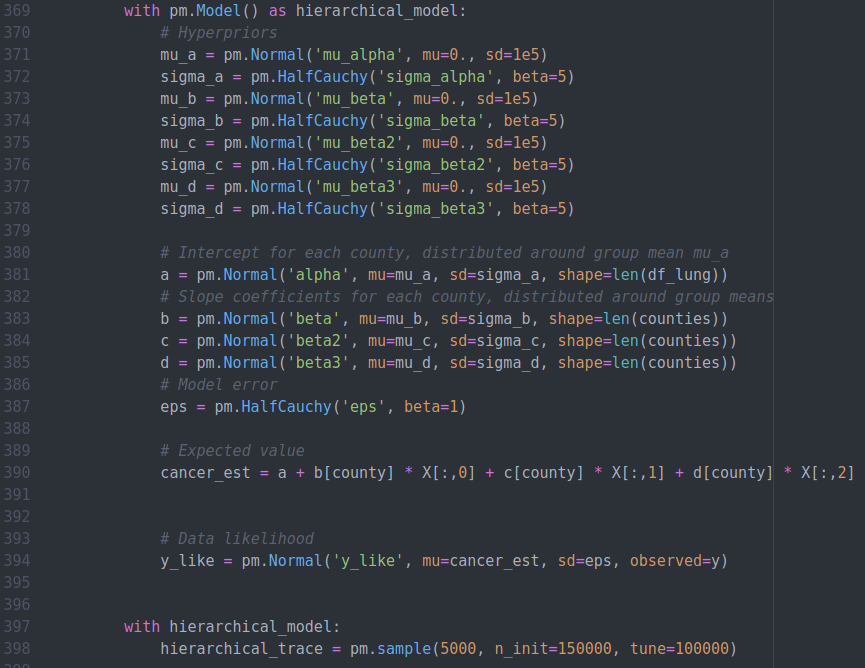 369 with pm.Model() as hierarchical_model:
370 # Hyperpriors
371 mu_a = pm.Normal('mu_alpha', mu=0., sd=1e5)
372 sigma_a = pm.HalfCauchy('sigma_alpha', beta=5)
373 mu_b = pm.Normal('mu_beta', mu=0., sd=1e5)
374 sigma_b = pm.HalfCauchy('sigma_beta', beta=5)
375 mu_c = pm.Normal('mu_beta2', mu=0., sd=1e5)
376 sigma_c = pm.HalfCauchy('sigma_beta2', beta=5)
377 mu_d = pm.Normal('mu_beta3', mu=0., sd=1e5)
378 sigma_d = pm.HalfCauchy('sigma_beta3', beta=5)
379
380 # Intercept for each county, distributed around group mean mu_a
381 a = pm.Normal('alpha', mu=mu_a, sd=sigma_a, shape=len(df_lung))
382 # Slope coefficients for each county, distributed around group means
383 b = pm.Normal('beta', mu=mu_b, sd=sigma_b, shape=len(counties))
384 c = pm.Normal('beta2', mu=mu_c, sd=sigma_c, shape=len(counties))
385 d = pm.Normal('beta3', mu=mu_d, sd=sigma_d, shape=len(counties))
386 # Model error
387 eps = pm.HalfCauchy('eps', beta=1)
388
389 # Expected value
390 cancer_est = a + b[county] * X[:,0] + c[county] * X[:,1] + d[county] * X[:,2]
391
392
393 # Data likelihood
394 y_like = pm.Normal('y_like', mu=cancer_est, sd=eps, observed=y)
395
396
397 with hierarchical_model:
398 hierarchical_trace = pm.sample(5000, n_init=150000, tune=100000)